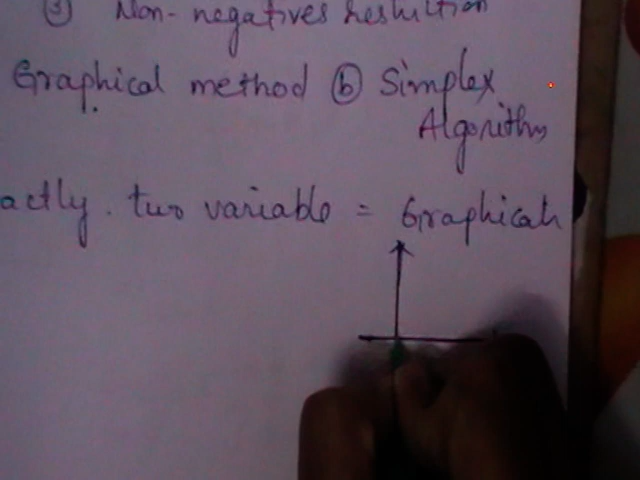 ③ Non-negatives restriction
Graphical method ⓑ Simplex
Algorithm
actly. two variable = Graphical